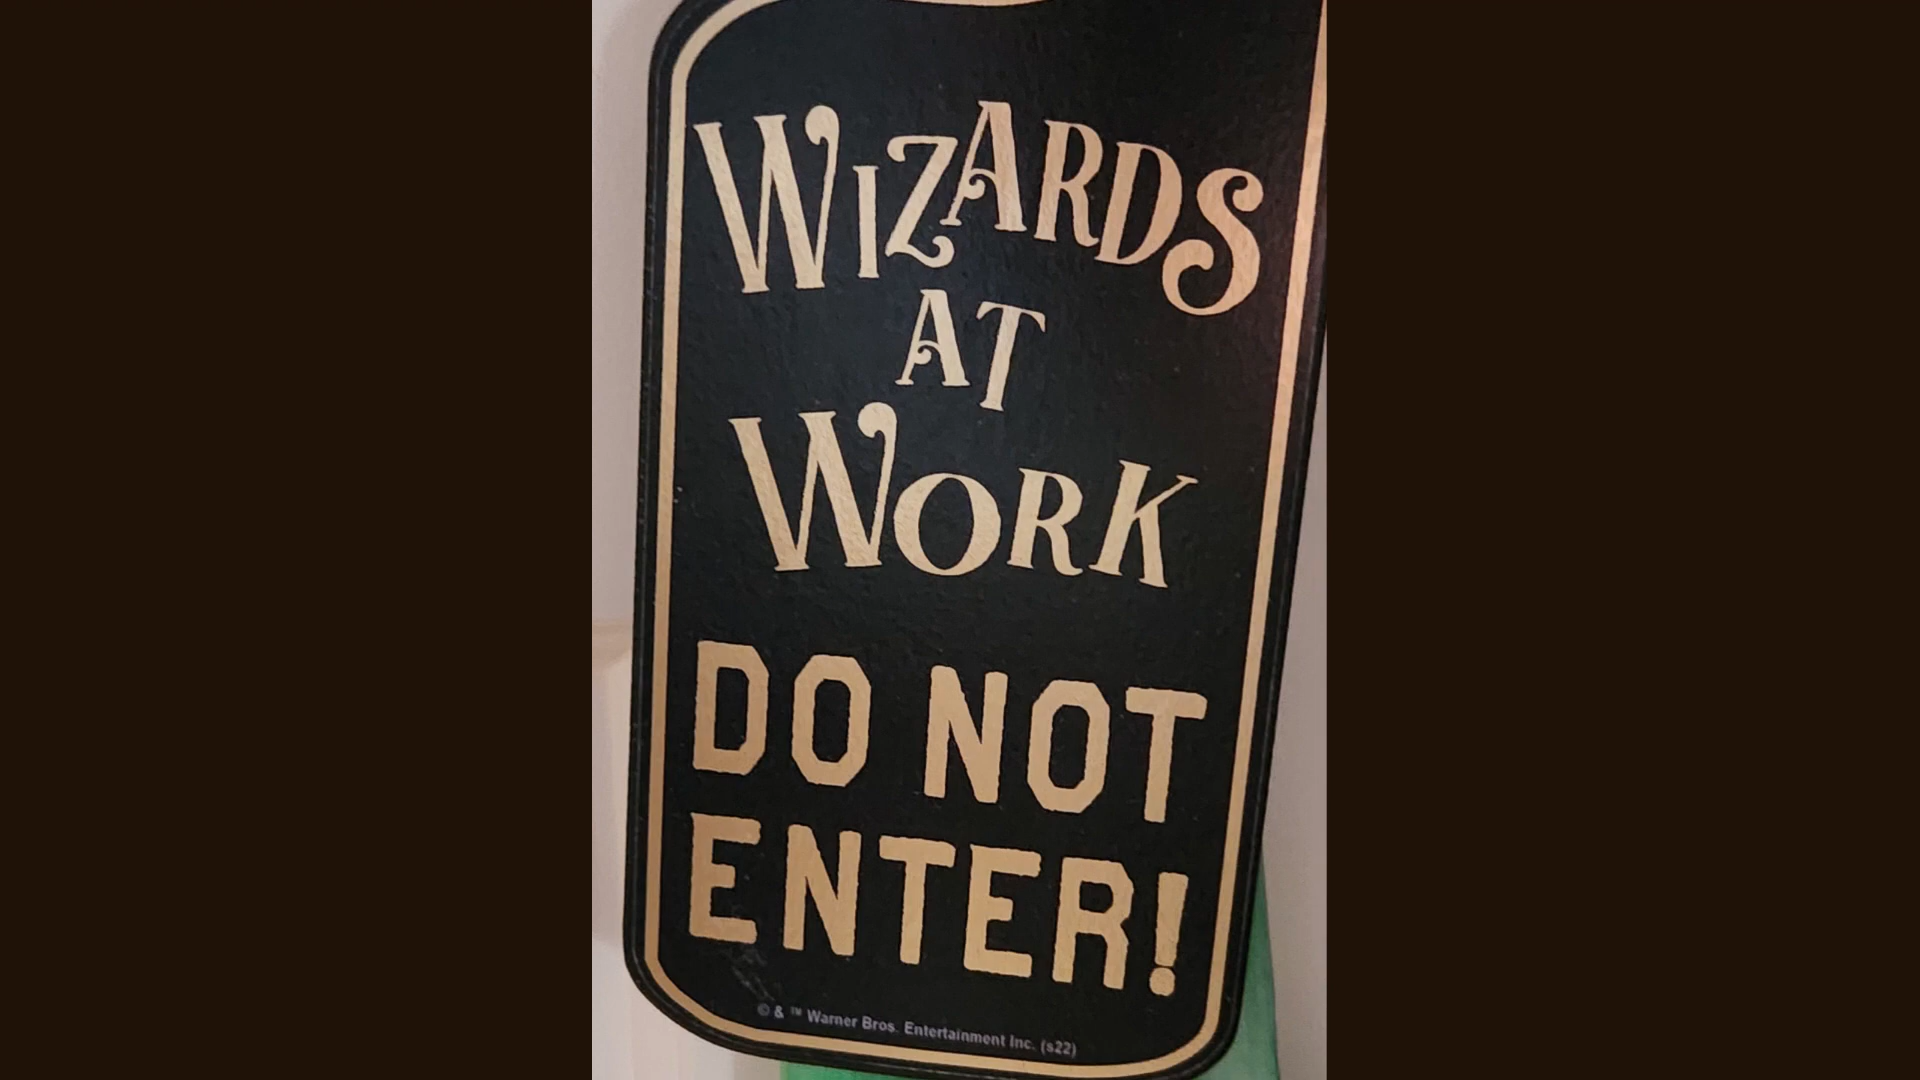 WIZARDS
AT
WORK
DO NOT
ENTER!
© & ™ Warner Bros. Entertainment Inc. (s22)